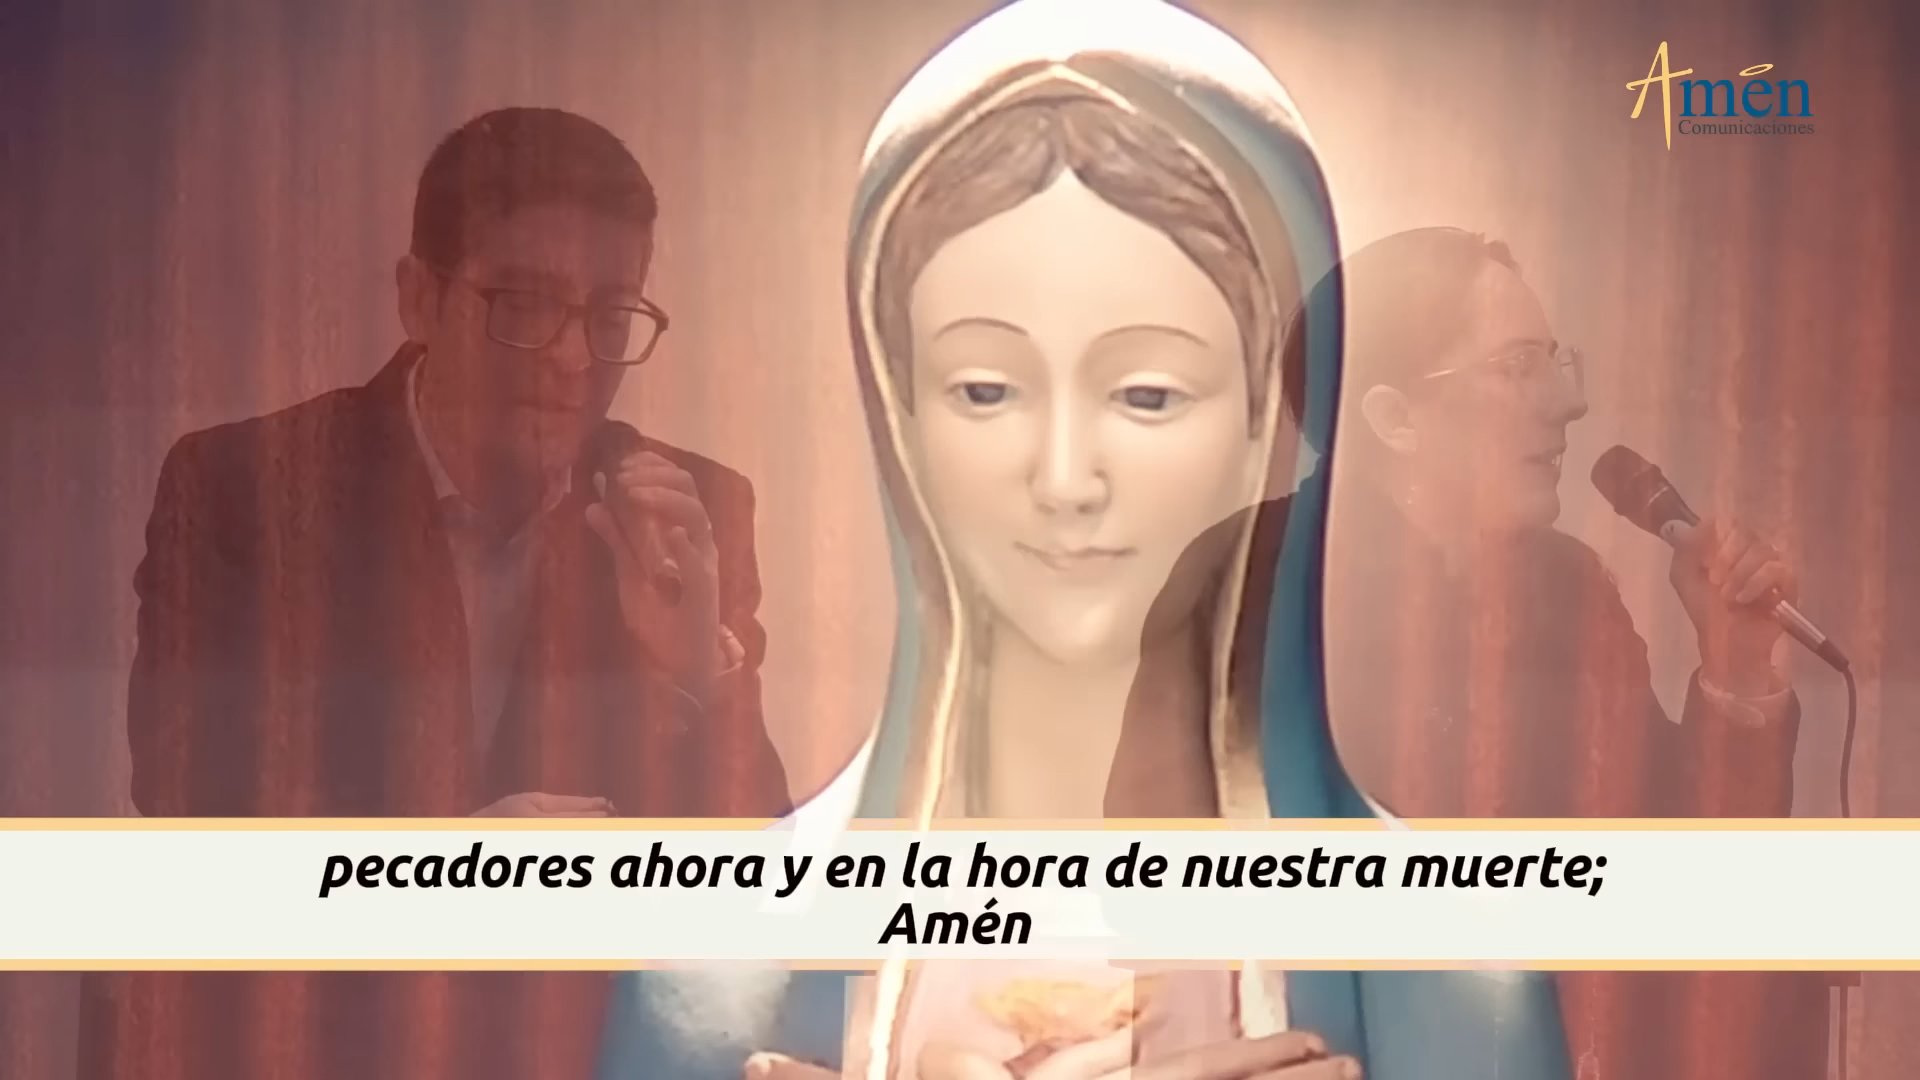 Amén
Comunicaciones
pecadores ahora y en la hora de nuestra muerte;
Amén